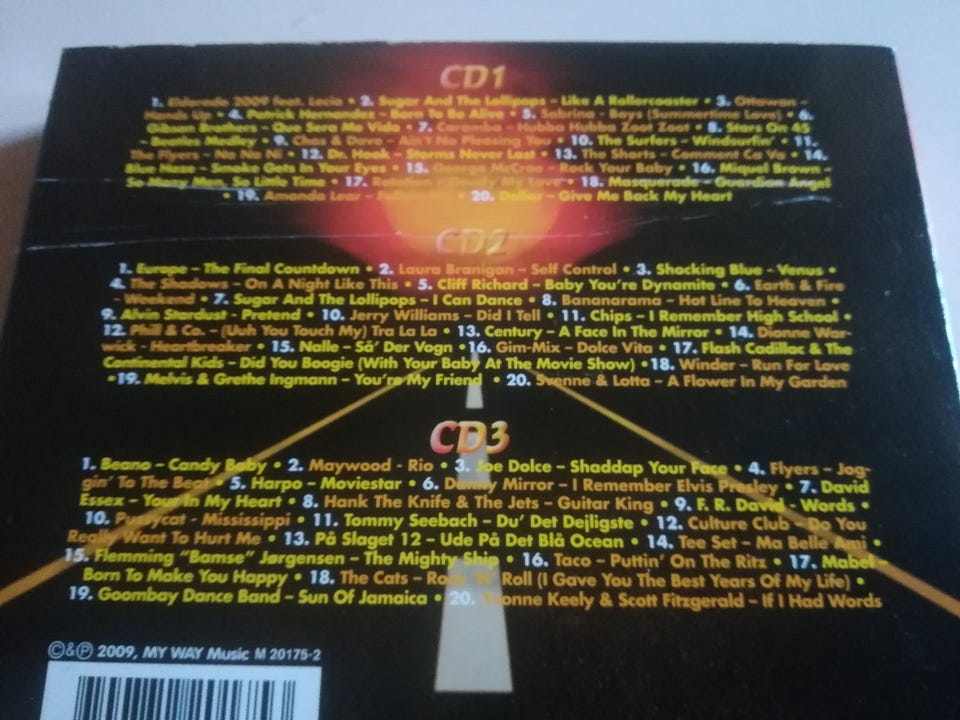 CD1
1. Eldorado 2009 feat. Lecio • 2. Sugar And The Lollipops – Like A Rollercoaster • 3. Ottawan –
Hands Up • 4. Patrick Hernandez – Born To Be Alive • 5. Sabrina – Boys (Summertime Love) • 6.
Gibson Brothers – Que Sera Mi Vida • 7. Caramba – Hubba Hubba Zoot Zoot • 8. Stars On 45
– Beatles Medley • 9. Chas & Dave – Ain't No Pleasing You • 10. The Surfers – Windsurfin' • 11.
The Flyers – Na Na Ni • 12. Dr. Hook – Storms Never Last • 13. The Shorts – Comment Ca Va • 14.
Blue Haze – Smoke Gets In Your Eyes • 15. George McCrae – Rock Your Baby • 16. Miquel Brown –
So Many Men, So Little Time • 17. My Love • 18. Masquerade – Guardian Angel
• 19. Amanda Lear – • 20. Dollar – Give Me Back My Heart
CD2
1. Europe – The Final Countdown • 2. Laura Branigan – Self Control • 3. Shocking Blue – Venus •
4. The Shadows – On A Night Like This • 5. Cliff Richard – Baby You're Dynamite • 6. Earth & Fire
– Weekend • 7. Sugar And The Lollipops – I Can Dance • 8. Bananarama – Hot Line To Heaven •
9. Alvin Stardust – Pretend • 10. Jerry Williams – Did I Tell • 11. Chips – I Remember High School •
12. Phill & Co. – (Uuh You Touch My) Tra La La • 13. Century – A Face In The Mirror • 14. Dionne War-
wick – Heartbreaker • 15. Nalle – Så' Der Vogn • 16. Gim-Mix – Dolce Vita • 17. Flash Cadillac & The
Continental Kids – Did You Boogie (With Your Baby At The Movie Show) • 18. Winder – Run For Love
• 19. Melvis & Grethe Ingmann – You're My Friend • 20. Svenne & Lotta – A Flower In My Garden
CD3
1. Beano – Candy Baby • 2. Maywood - Rio • 3. Joe Dolce – Shaddap Your Face • 4. Flyers – Jog-
gin' To The Beat • 5. Harpo – Moviestar • 6. Danny Mirror – I Remember Elvis Presley • 7. David
Essex – Your In My Heart • 8. Hank The Knife & The Jets – Guitar King • 9. F. R. David – Words •
10. Pussycat - Mississippi • 11. Tommy Seebach – Du' Det Dejligste • 12. Culture Club – Do You
Really Want To Hurt Me • 13. På Slaget 12 – Ude På Det Blå Ocean • 14. Tee Set – Ma Belle Ami •
15. Flemming "Bamse" Jørgensen – The Mighty Ship • 16. Taco – Puttin' On The Ritz • 17. Mabel –
Born To Make You Happy • 18. The Cats – Rock 'N' Roll (I Gave You The Best Years Of My Life) •
19. Goombay Dance Band – Sun Of Jamaica • 20. Yvonne Keely & Scott Fitzgerald – If I Had Words
©&℗ 2009, MY WAY Music M 20175-2